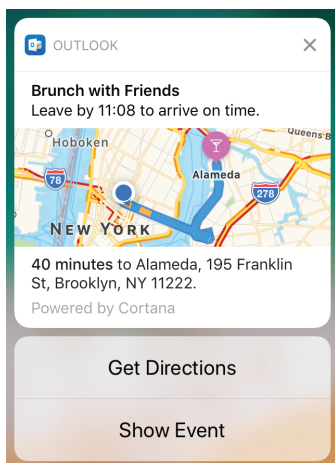 OUTLOOK
Brunch with Friends
Leave by 11:08 to arrive on time.
Queens B
Hoboken
78
Alameda
278
NEW YORK
40 minutes to Alameda, 195 Franklin
St, Brooklyn, NY 11222.
Powered by Cortana
Get Directions
Show Event